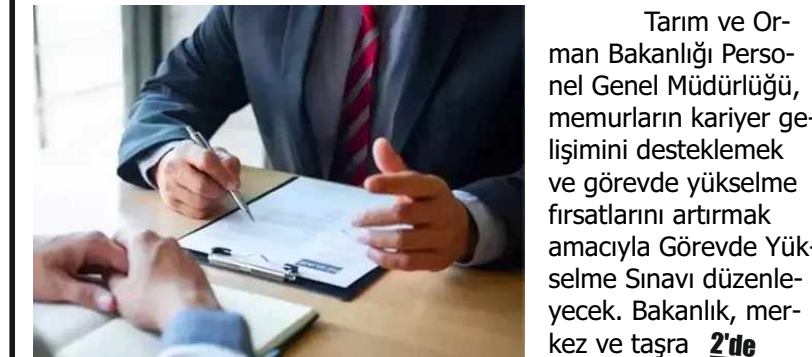 Tarım ve Or-
man Bakanlığı Perso-
nel Genel Müdürlüğü,
memurların kariyer ge-
lişimini desteklemek
ve görevde yükselme
fırsatlarını artırmak
amacıyla Görevde Yük-
selme Sınavı düzenle-
yecek. Bakanlık, mer-
kez ve taşra 2'de